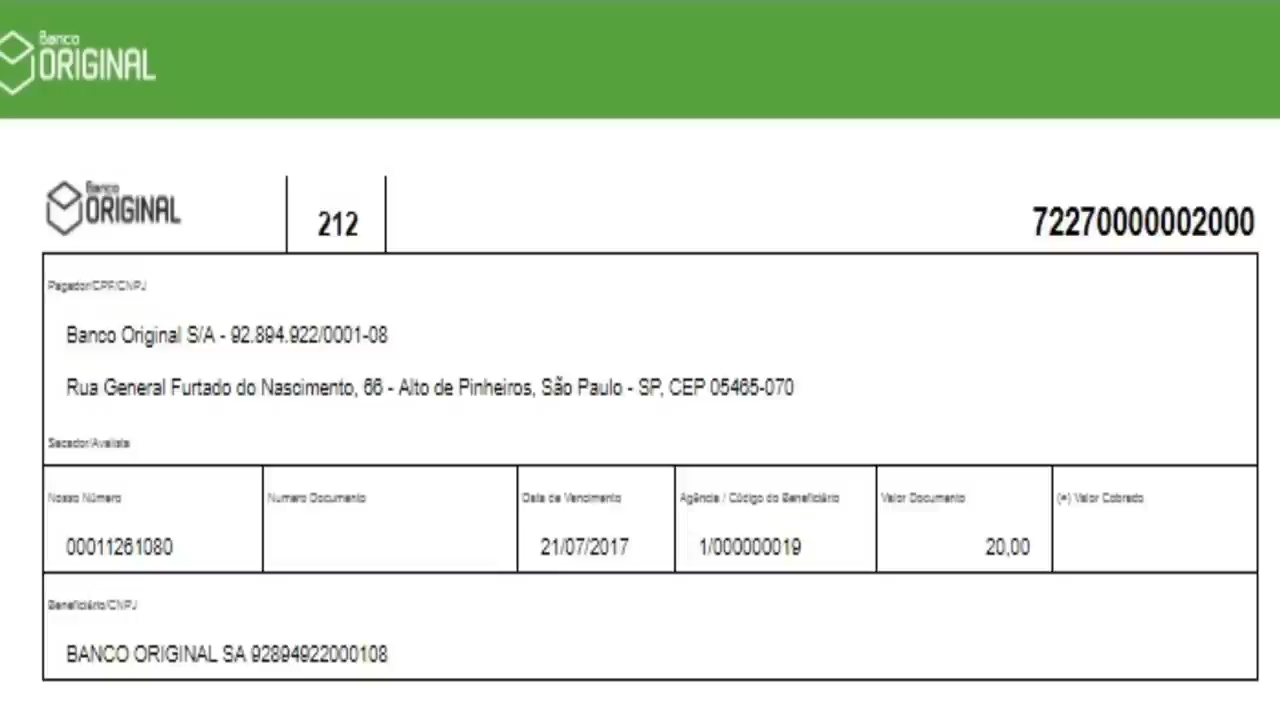 Banco
ORIGINAL
Banco
ORIGINAL
212
72270000002000
Pagador/CPF/CNPJ
Banco Original S/A - 92.894.922/0001-08
Rua General Furtado do Nascimento, 66 - Alto de Pinheiros, São Paulo - SP, CEP 05465-070
Sacador/Avalista
Nosso Número Numero Documento Data de Vencimento Agência / Código do Beneficiário Valor Documento (=) Valor Cobrado
00011261080 21/07/2017 1/000000019 20,00
Beneficiário/CNPJ
BANCO ORIGINAL SA 92894922000108